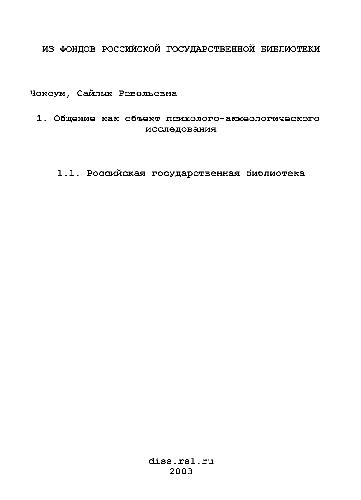 ИЗ ФОНДОВ РОССИЙСКОЙ ГОСУДАРСТВЕННОЙ БИБЛИОТЕКИ
Чоксум, Сайлык Револьевна
1. Общение как объект психолого-акмеологического
исследования
1.1. Российская государственная библиотека
diss.rsl.ru
2003